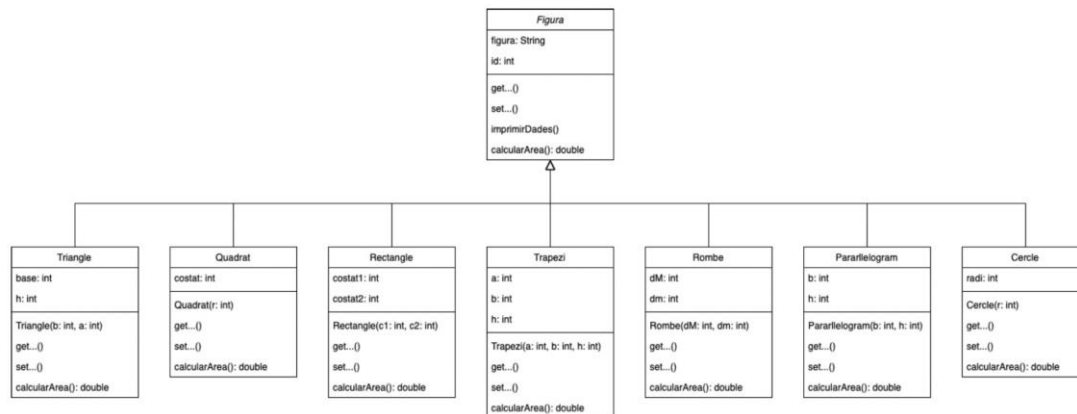 Figura
figura: String
id: int
get...()
set...()
imprimirDades()
calcularArea(): double
Triangle
base: int
h: int
Triangle(b: int, a: int)
get...()
set...()
calcularArea(): double
Quadrat
costat: int
Quadrat(r: int)
get...()
set...()
calcularArea(): double
Rectangle
costat1: int
costat2: int
Rectangle(c1: int, c2: int)
get...()
set...()
calcularArea(): double
Trapezi
a: int
b: int
h: int
Trapezi(a: int, b: int, h: int)
get...()
set...()
calcularArea(): double
Rombe
dM: int
dm: int
Rombe(dM: int, dm: int)
get...()
set...()
calcularArea(): double
Pararllelogram
b: int
h: int
Pararllelogram(b: int, h: int)
get...()
set...()
calcularArea(): double
Cercle
radi: int
Cercle(r: int)
get...()
set...()
calcularArea(): double